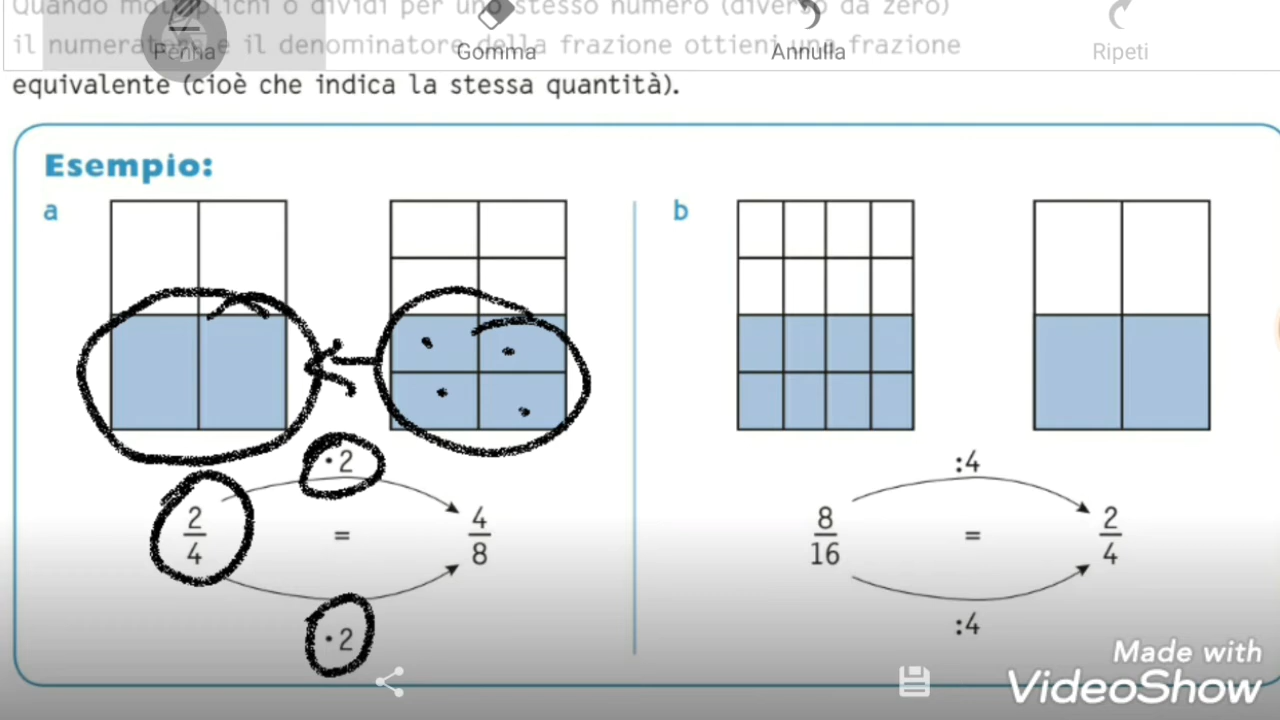 Quando moltiplichi o dividi per uno stesso numero (diverso da zero)
Penna Gomma Annulla Ripeti
il numeratore e il denominatore della frazione ottieni una frazione
equivalente (cioè che indica la stessa quantità).
Esempio:
a
b
·2
2/4 = 4/8
·2
:4
8/16 = 2/4
:4
Made with
VideoShow